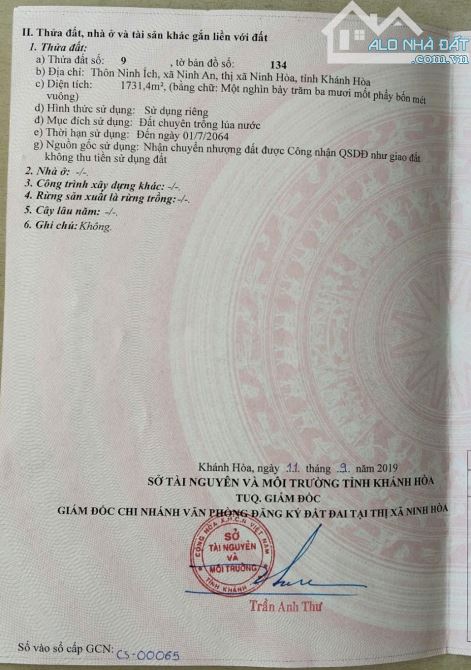 ALO NHÀ ĐẤT
.com.vn
II. Thửa đất, nhà ở và tài sản khác gắn liền với đất
1. Thửa đất:
a) Thửa đất số: 9 , tờ bản đồ số: 134
b) Địa chỉ: Thôn Ninh Ích, xã Ninh An, thị xã Ninh Hòa, tỉnh Khánh Hòa
c) Diện tích: 1731,4m², (bằng chữ: Một nghìn bảy trăm ba mươi mốt phẩy bốn mét
vuông)
d) Hình thức sử dụng: Sử dụng riêng
đ) Mục đích sử dụng: Đất chuyên trồng lúa nước
e) Thời hạn sử dụng: Đến ngày 01/7/2064
g) Nguồn gốc sử dụng: Nhận chuyển nhượng đất được Công nhận QSDĐ như giao đất
không thu tiền sử dụng đất
2. Nhà ở: -/-.
3. Công trình xây dựng khác: -/-.
4. Rừng sản xuất là rừng trồng:-/-.
5. Cây lâu năm: -/-.
6. Ghi chú:Không.
Khánh Hòa, ngày 11 tháng 9 năm 2019
SỞ TÀI NGUYÊN VÀ MÔI TRƯỜNG TỈNH KHÁNH HÒA
TUQ. GIÁM ĐỐC
GIÁM ĐỐC CHI NHÁNH VĂN PHÒNG ĐĂNG KÝ ĐẤT ĐAI TẠI THỊ XÃ NINH HÒA
CỘNG HÒA X.H.C.N VIỆT NAM
SỞ
TÀI NGUYÊN
VÀ
MÔI TRƯỜNG
TỈNH KHÁNH HÒA
Trần Anh Thư
Số vào sổ cấp GCN: CS-00065